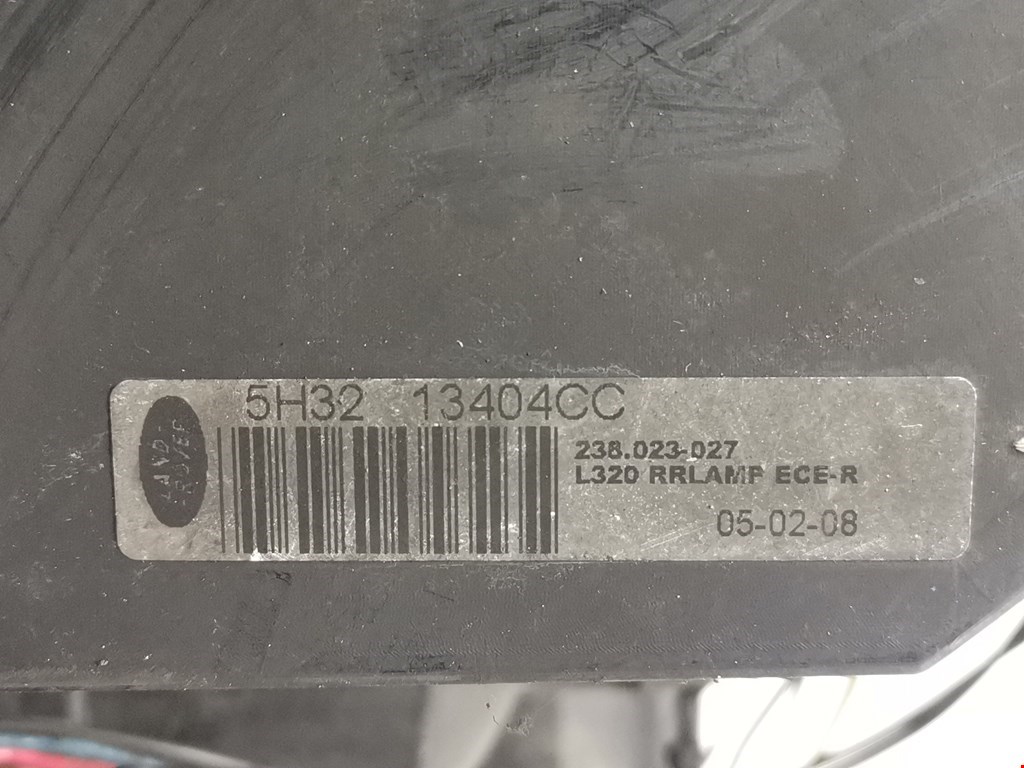 5H32 13404CC
LAND
ROVER
238.023-027
L320 RRLAMP ECE-R
05-02-08